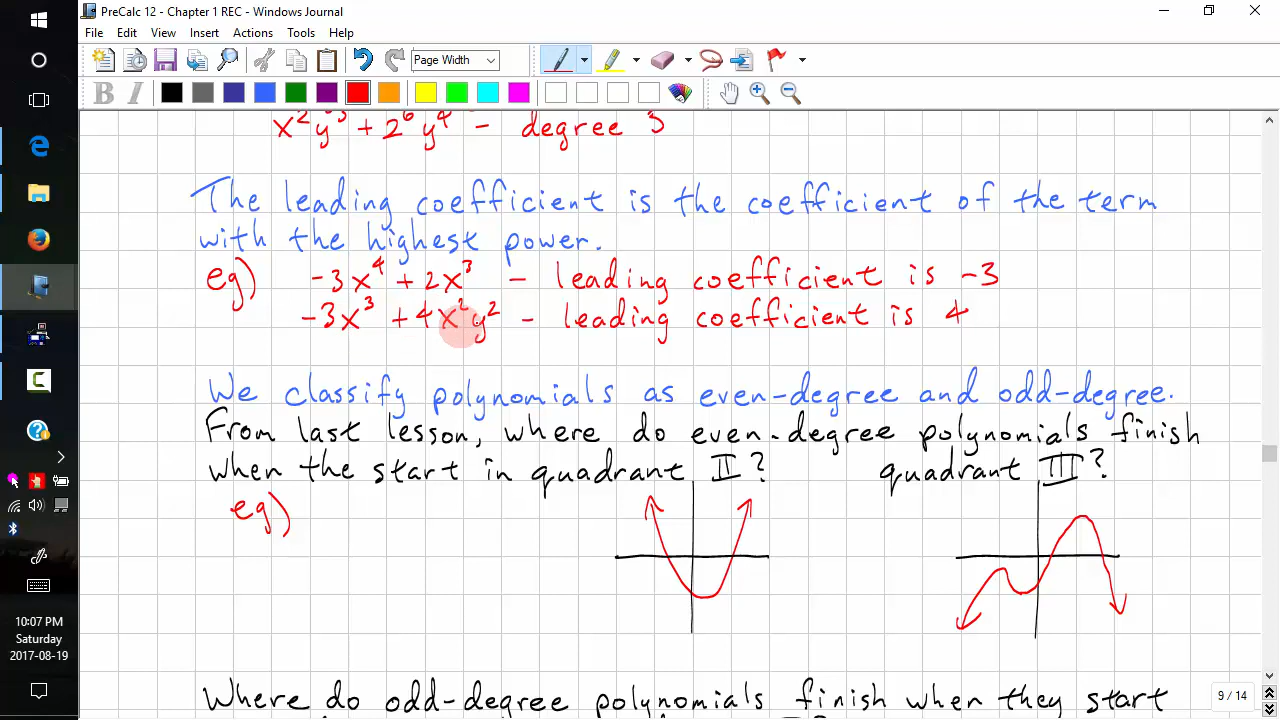 PreCalc 12 - Chapter 1 REC - Windows Journal
File Edit View Insert Actions Tools Help
Page Width
B I
x²y³ + 2⁶y⁴ - degree 5
The leading coefficient is the coefficient of the term
with the highest power.
eg) -3x⁴ + 2x³ - leading coefficient is -3
-3x³ + 4x²y² - leading coefficient is 4
We classify polynomials as even-degree and odd-degree.
From last lesson, where do even-degree polynomials finish
when the start in quadrant II? quadrant III?
eg)
Where do odd-degree polynomials finish when they start
10:07 PM
Saturday
2017-08-19
9 / 14